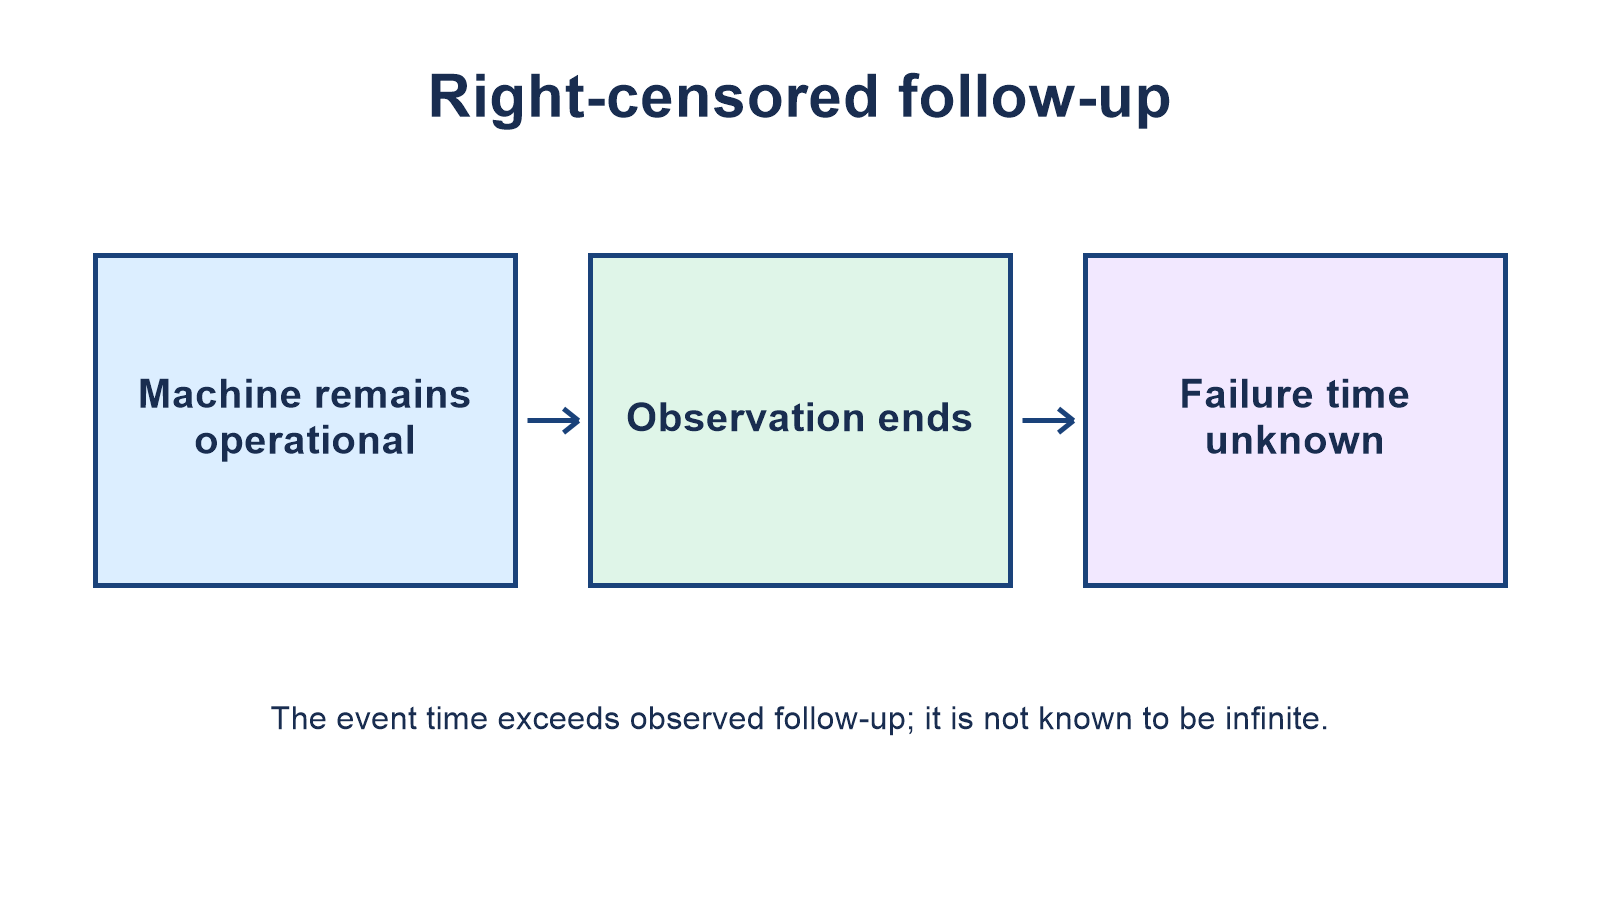 Right-censored follow-up
Machine remains
operational
Observation ends
Failure time
unknown
The event time exceeds observed follow-up; it is not known to be infinite.